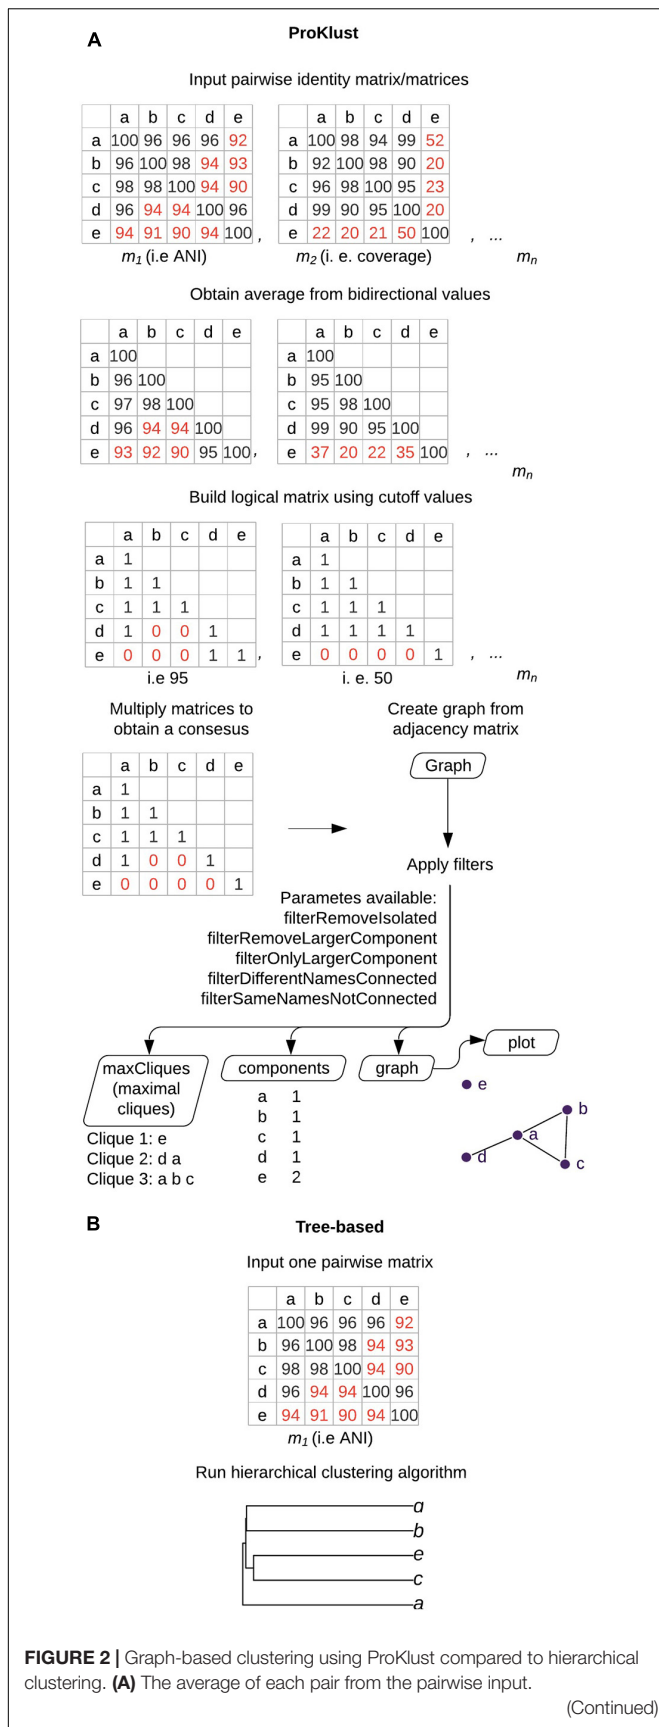 A
ProKlust
Input pairwise identity matrix/matrices
a b c d e
a 100 96 96 96 92
b 96 100 98 94 93
c 98 98 100 94 90
d 96 94 94 100 96
e 94 91 90 94 100 ,
m1 (i.e ANI)
a b c d e
a 100 98 94 99 52
b 92 100 98 90 20
c 96 98 100 95 23
d 99 90 95 100 20
e 22 20 21 50 100 , ...
m2 (i. e. coverage)
mn
Obtain average from bidirectional values
a b c d e
a 100
b 96 100
c 97 98 100
d 96 94 94 100
e 93 92 90 95 100 ,
a b c d e
a 100
b 95 100
c 95 98 100
d 99 90 95 100
e 37 20 22 35 100 , ...
mn
Build logical matrix using cutoff values
a b c d e
a 1
b 1 1
c 1 1 1
d 1 0 0 1
e 0 0 0 1 1 ,
i.e 95
a b c d e
a 1
b 1 1
c 1 1 1
d 1 1 1 1
e 0 0 0 0 1 , ...
i. e. 50
mn
Multiply matrices to
obtain a consesus
a b c d e
a 1
b 1 1
c 1 1 1
d 1 0 0 1
e 0 0 0 0 1
Create graph from
adjacency matrix
Graph
Apply filters
Parametes available:
filterRemoveIsolated
filterRemoveLargerComponent
filterOnlyLargerComponent
filterDifferentNamesConnected
filterSameNamesNotConnected
maxCliques
(maximal
cliques)
Clique 1: e
Clique 2: d a
Clique 3: a b c
components
a 1
b 1
c 1
d 1
e 2
graph
plot
e
b
a
d
c
B
Tree-based
Input one pairwise matrix
a b c d e
a 100 96 96 96 92
b 96 100 98 94 93
c 98 98 100 94 90
d 96 94 94 100 96
e 94 91 90 94 100
m1 (i.e ANI)
Run hierarchical clustering algorithm
b
e
c
a
FIGURE 2 | Graph-based clustering using ProKlust compared to hierarchical
clustering. (A) The average of each pair from the pairwise input.
(Continued)